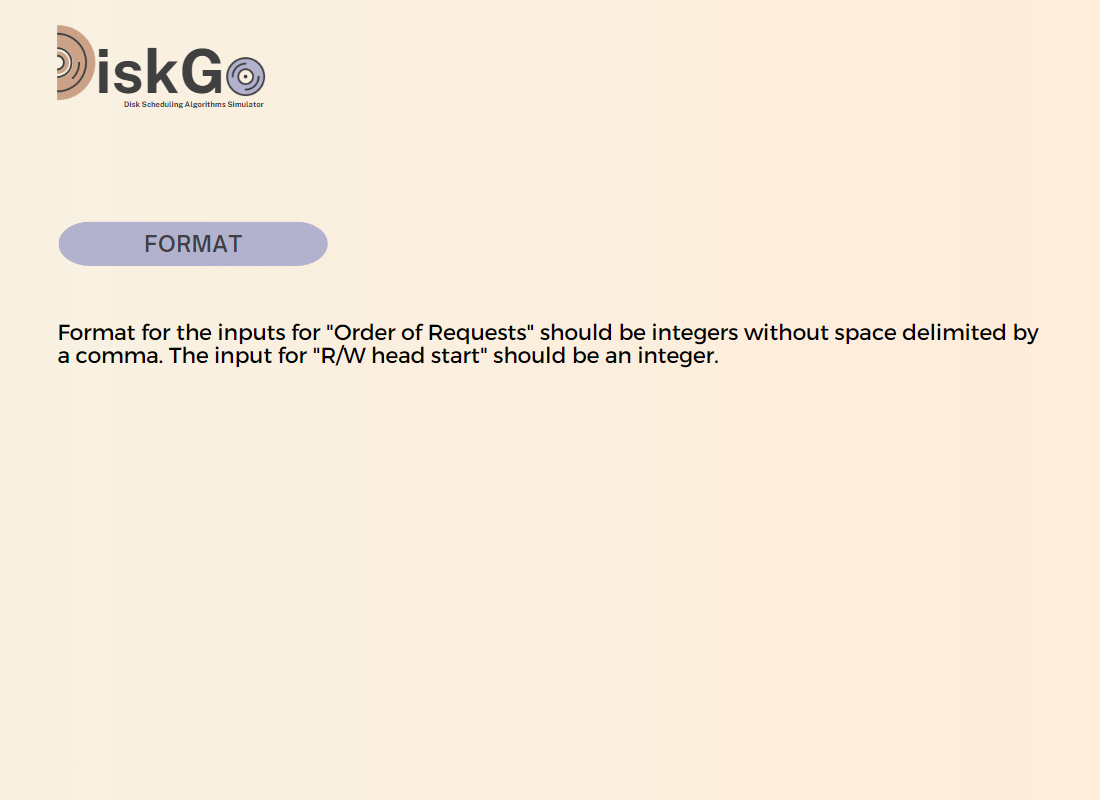 DiskGo
Disk Scheduling Algorithms Simulator
FORMAT
Format for the inputs for "Order of Requests" should be integers without space delimited by
a comma. The input for "R/W head start" should be an integer.